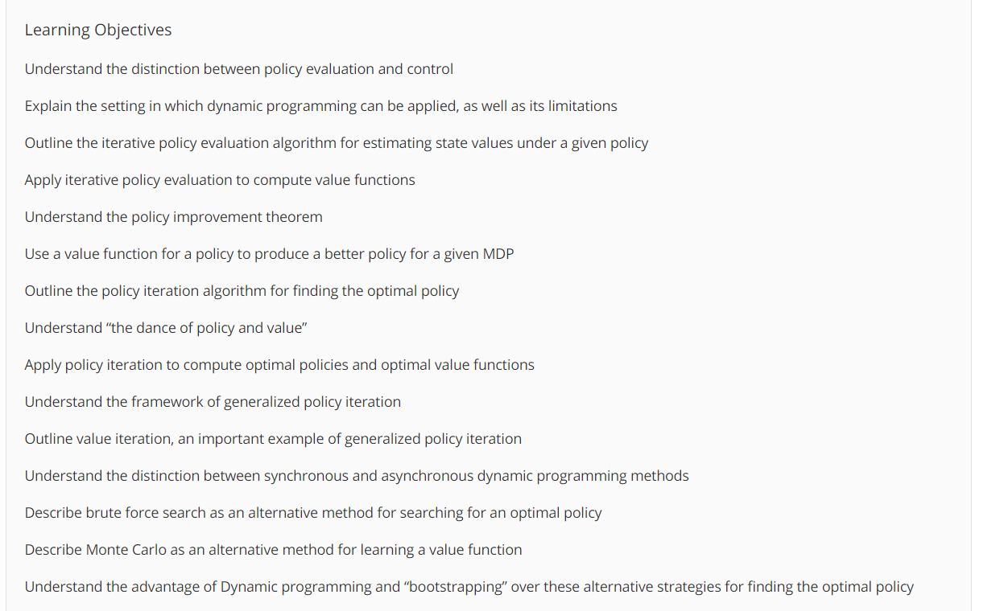 Learning Objectives
Understand the distinction between policy evaluation and control
Explain the setting in which dynamic programming can be applied, as well as its limitations
Outline the iterative policy evaluation algorithm for estimating state values under a given policy
Apply iterative policy evaluation to compute value functions
Understand the policy improvement theorem
Use a value function for a policy to produce a better policy for a given MDP
Outline the policy iteration algorithm for finding the optimal policy
Understand “the dance of policy and value”
Apply policy iteration to compute optimal policies and optimal value functions
Understand the framework of generalized policy iteration
Outline value iteration, an important example of generalized policy iteration
Understand the distinction between synchronous and asynchronous dynamic programming methods
Describe brute force search as an alternative method for searching for an optimal policy
Describe Monte Carlo as an alternative method for learning a value function
Understand the advantage of Dynamic programming and “bootstrapping” over these alternative strategies for finding the optimal policy